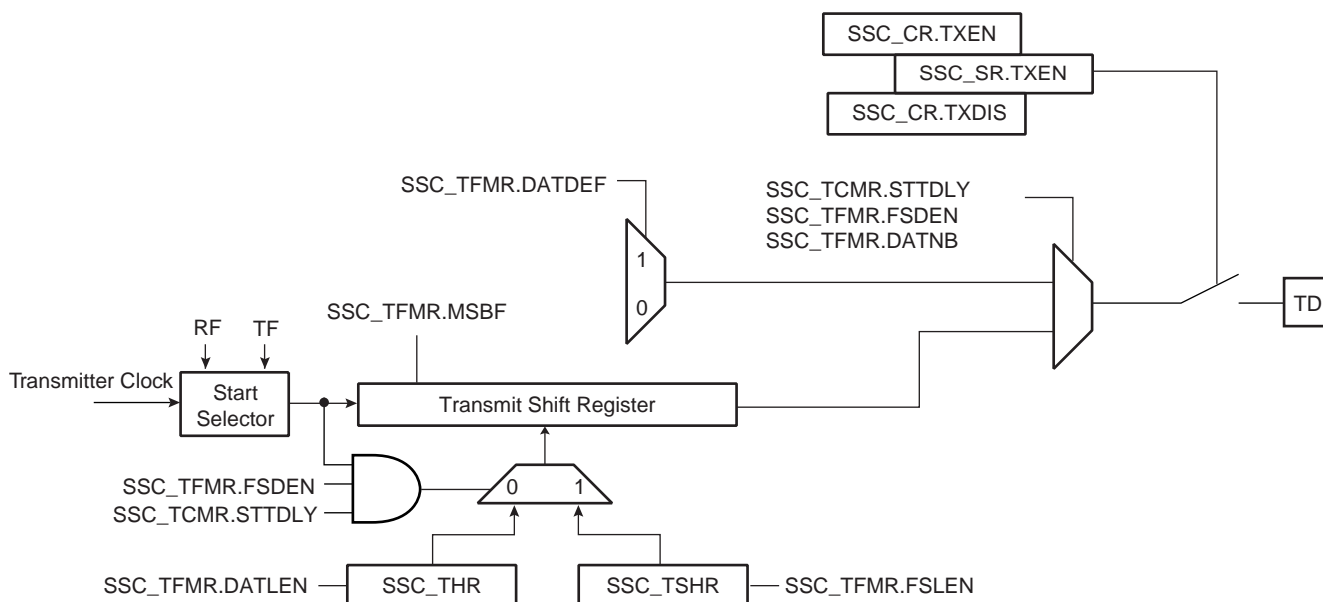 SSC_CR.TXEN
SSC_SR.TXEN
SSC_CR.TXDIS
SSC_TFMR.DATDEF
SSC_TCMR.STTDLY
SSC_TFMR.FSDEN
SSC_TFMR.DATNB
1
0
TD
SSC_TFMR.MSBF
RF
TF
Transmitter Clock
Start
Selector
Transmit Shift Register
SSC_TFMR.FSDEN
SSC_TCMR.STTDLY
0
1
SSC_TFMR.DATLEN
SSC_THR
SSC_TSHR
SSC_TFMR.FSLEN